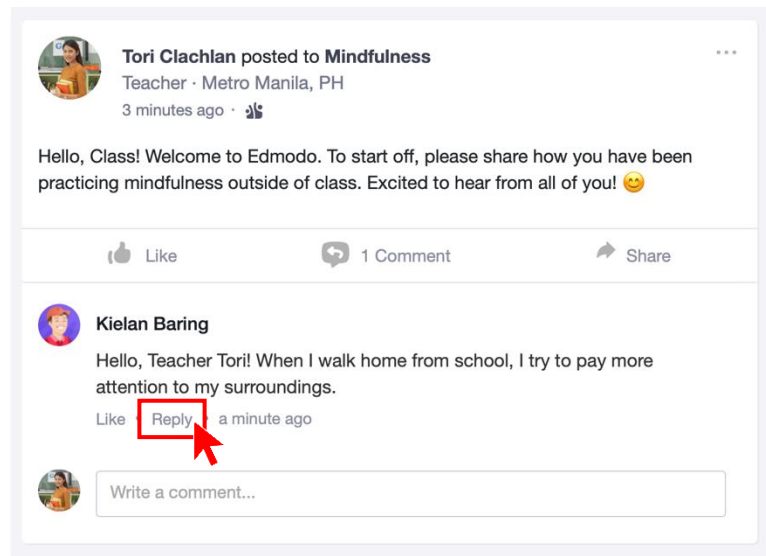 Tori Clachlan posted to Mindfulness
Teacher · Metro Manila, PH
3 minutes ago ·
Hello, Class! Welcome to Edmodo. To start off, please share how you have been
practicing mindfulness outside of class. Excited to hear from all of you! 😊
Like
1 Comment
Share
Kielan Baring
Hello, Teacher Tori! When I walk home from school, I try to pay more
attention to my surroundings.
Like · Reply · a minute ago
Write a comment...